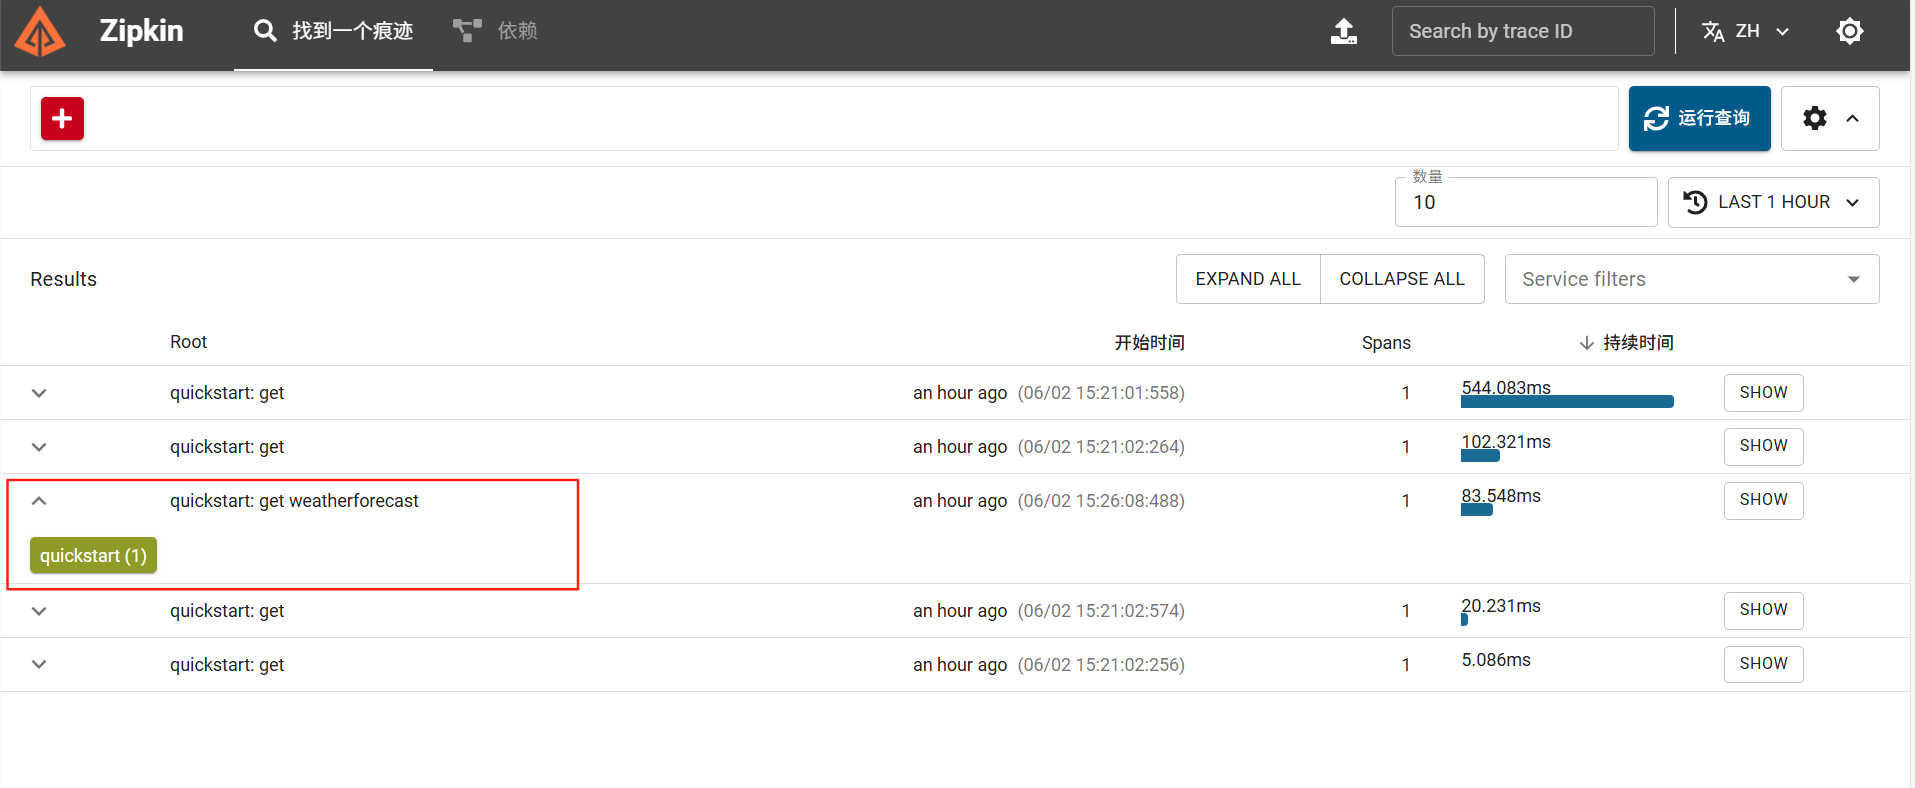 Zipkin 找到一个痕迹 依赖 Search by trace ID ZH
运行查询
数量
10 LAST 1 HOUR
Results EXPAND ALL COLLAPSE ALL Service filters
Root 开始时间 Spans 持续时间
quickstart: get an hour ago (06/02 15:21:01:558) 1 544.083ms SHOW
quickstart: get an hour ago (06/02 15:21:02:264) 1 102.321ms SHOW
quickstart: get weatherforecast an hour ago (06/02 15:26:08:488) 1 83.548ms SHOW
quickstart (1)
quickstart: get an hour ago (06/02 15:21:02:574) 1 20.231ms SHOW
quickstart: get an hour ago (06/02 15:21:02:256) 1 5.086ms SHOW